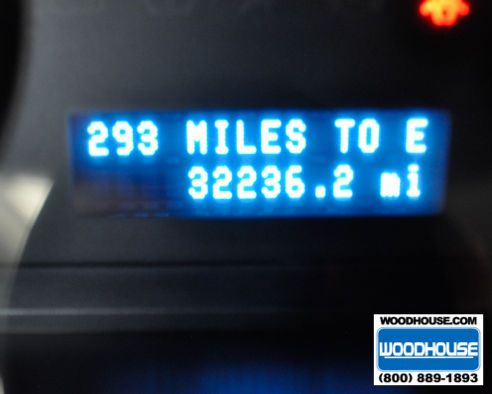 293 MILES TO E
32236.2 mi
WOODHOUSE.COM
WOODHOUSE
(800) 889-1893